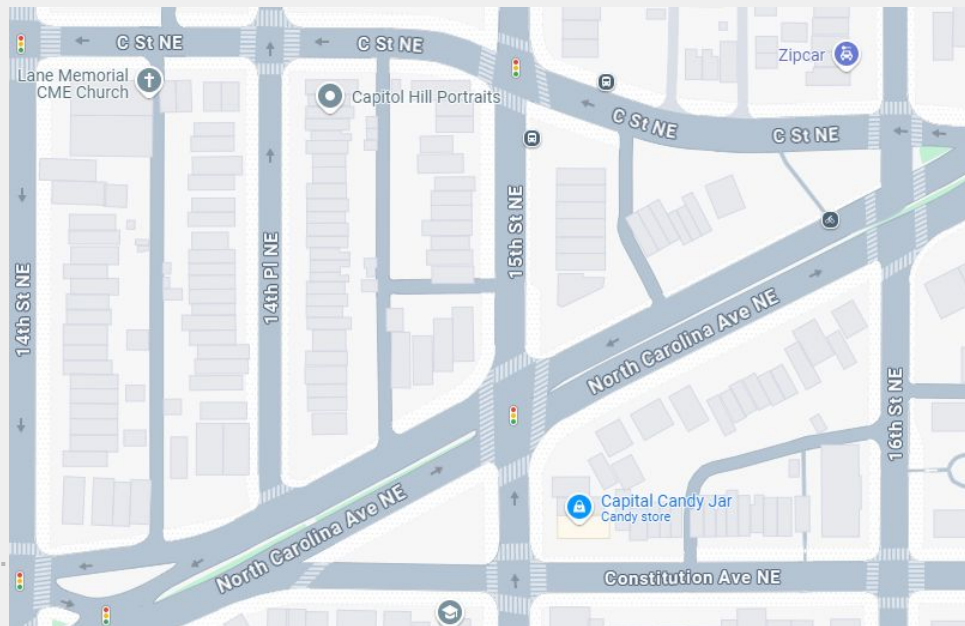 C St NE
C St NE
Zipcar
Lane Memorial
CME Church
Capitol Hill Portraits
C St NE
C St NE
14th St NE
14th Pl NE
15th St NE
North Carolina Ave NE
16th St NE
North Carolina Ave NE
Capital Candy Jar
Candy store
Constitution Ave NE